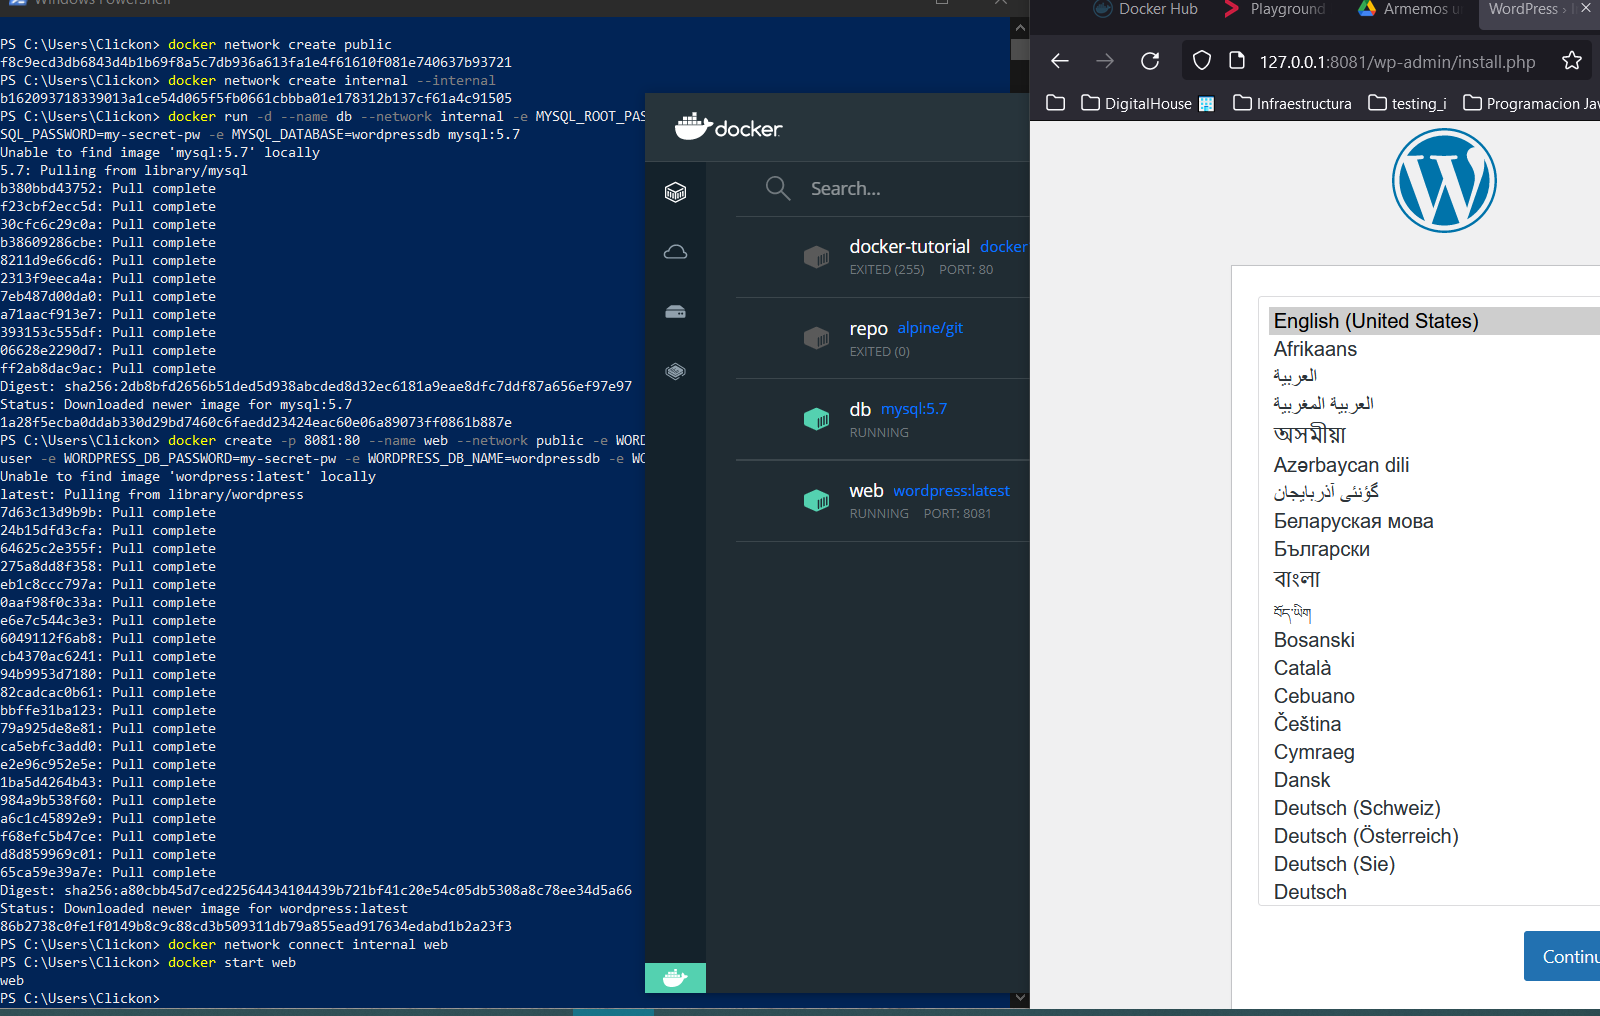 Windows PowerShell
PS C:\Users\Clickon> docker network create public
f8c9ecd3db6843d4b1b69f8a5c7db936a613fa1e4f61610f081e740637b93721
PS C:\Users\Clickon> docker network create internal --internal
b162093718339013a1ce54d065f5fb0661cbbba01e178312b137cf61a4c91505
PS C:\Users\Clickon> docker run -d --name db --network internal -e MYSQL_ROOT_PAS
SQL_PASSWORD=my-secret-pw -e MYSQL_DATABASE=wordpressdb mysql:5.7
Unable to find image 'mysql:5.7' locally
5.7: Pulling from library/mysql
b380bbd43752: Pull complete
f23cbf2ecc5d: Pull complete
30cfc6c29c0a: Pull complete
b38609286cbe: Pull complete
8211d9e66cd6: Pull complete
2313f9eeca4a: Pull complete
7eb487d00da0: Pull complete
a71aacf913e7: Pull complete
393153c555df: Pull complete
06628e2290d7: Pull complete
ff2ab8dac9ac: Pull complete
Digest: sha256:2db8bfd2656b51ded5d938abcded8d32ec6181a9eae8dfc7ddf87a656ef97e97
Status: Downloaded newer image for mysql:5.7
1a28f5ecba0ddab330d29bd7460c6faedd23424eac60e06a89073ff0861b887e
PS C:\Users\Clickon> docker create -p 8081:80 --name web --network public -e WORD
user -e WORDPRESS_DB_PASSWORD=my-secret-pw -e WORDPRESS_DB_NAME=wordpressdb -e WO
Unable to find image 'wordpress:latest' locally
latest: Pulling from library/wordpress
7d63c13d9b9b: Pull complete
24b15dfd3cfa: Pull complete
64625c2e355f: Pull complete
275a8dd8f358: Pull complete
eb1c8ccc797a: Pull complete
0aaf98f0c33a: Pull complete
e6e7c544c3e3: Pull complete
6049112f6ab8: Pull complete
cb4370ac6241: Pull complete
94b9953d7180: Pull complete
82cadcac0b61: Pull complete
bbffe31ba123: Pull complete
79a925de8e81: Pull complete
ca5ebfc3add0: Pull complete
e2e96c952e5e: Pull complete
1ba5d4264b43: Pull complete
984a9b538f60: Pull complete
a6c1c45892e9: Pull complete
f68efc5b47ce: Pull complete
d8d859969c01: Pull complete
65ca59e39a7e: Pull complete
Digest: sha256:a80cbb45d7ced22564434104439b721bf41c20e54c05db5308a8c78ee34d5a66
Status: Downloaded newer image for wordpress:latest
86b2738c0fe1f0149b8c9c88cd3b509311db79a855ead917634edabd1b2a23f3
PS C:\Users\Clickon> docker network connect internal web
PS C:\Users\Clickon> docker start web
web
PS C:\Users\Clickon>
docker
Search...
docker-tutorial docker
EXITED (255) PORT: 80
repo alpine/git
EXITED (0)
db mysql:5.7
RUNNING
web wordpress:latest
RUNNING PORT: 8081
Docker Hub Playground Armemos u WordPress ›
127.0.0.1:8081/wp-admin/install.php
DigitalHouse Infraestructura testing_i Programacion Jav
English (United States)
Afrikaans
العربية
العربية المغربية
অসমীয়া
Azərbaycan dili
گؤنئی آذربایجان
Беларуская мова
Български
বাংলা
བོད་ཡིག
Bosanski
Català
Cebuano
Čeština
Cymraeg
Dansk
Deutsch (Schweiz)
Deutsch (Österreich)
Deutsch (Sie)
Deutsch
Continu